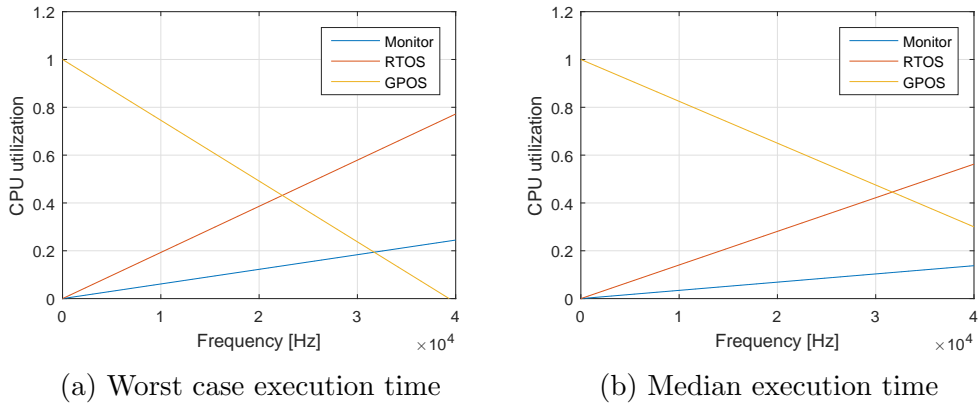 1.2
1
0.8
0.6
0.4
0.2
0
CPU utilization
Monitor
RTOS
GPOS
0 1 2 3 4
Frequency [Hz]
×10^4
(a) Worst case execution time
1.2
1
0.8
0.6
0.4
0.2
0
CPU utilization
Monitor
RTOS
GPOS
0 1 2 3 4
Frequency [Hz]
×10^4
(b) Median execution time